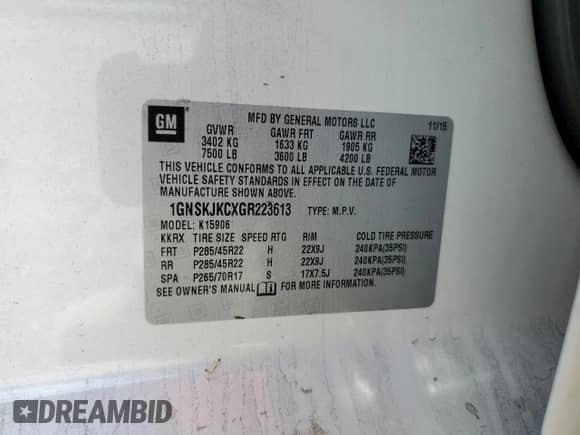 GM
MFD BY GENERAL MOTORS LLC
11/15
GVWR GAWR FRT GAWR RR
3402 KG 1633 KG 1905 KG
7500 LB 3600 LB 4200 LB
THIS VEHICLE CONFORMS TO ALL APPLICABLE U.S. FEDERAL MOTOR
VEHICLE SAFETY STANDARDS IN EFFECT ON THE DATE OF
MANUFACTURE SHOWN ABOVE.
1GNSKJKCXGR223613 TYPE: M.P.V.
MODEL: K15906
KKRX TIRE SIZE SPEED RTG RIM COLD TIRE PRESSURE
FRT P285/45R22 H 22X9J 240KPA(35PSI)
RR P285/45R22 H 22X9J 240KPA(35PSI)
SPA P265/70R17 S 17X7.5J 240KPA(35PSI)
SEE OWNER'S MANUAL FOR MORE INFORMATION.
DREAMBID